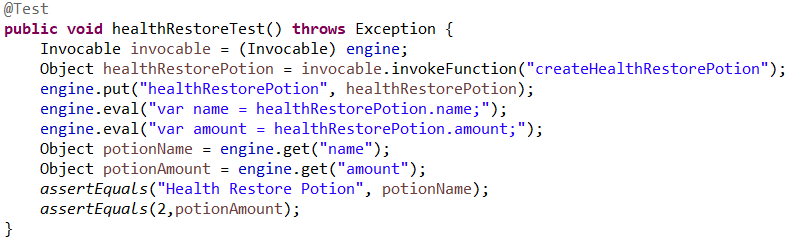 @Test
public void healthRestoreTest() throws Exception {
    Invocable invocable = (Invocable) engine;
    Object healthRestorePotion = invocable.invokeFunction("createHealthRestorePotion");
    engine.put("healthRestorePotion", healthRestorePotion);
    engine.eval("var name = healthRestorePotion.name;");
    engine.eval("var amount = healthRestorePotion.amount;");
    Object potionName = engine.get("name");
    Object potionAmount = engine.get("amount");
    assertEquals("Health Restore Potion", potionName);
    assertEquals(2,potionAmount);
}